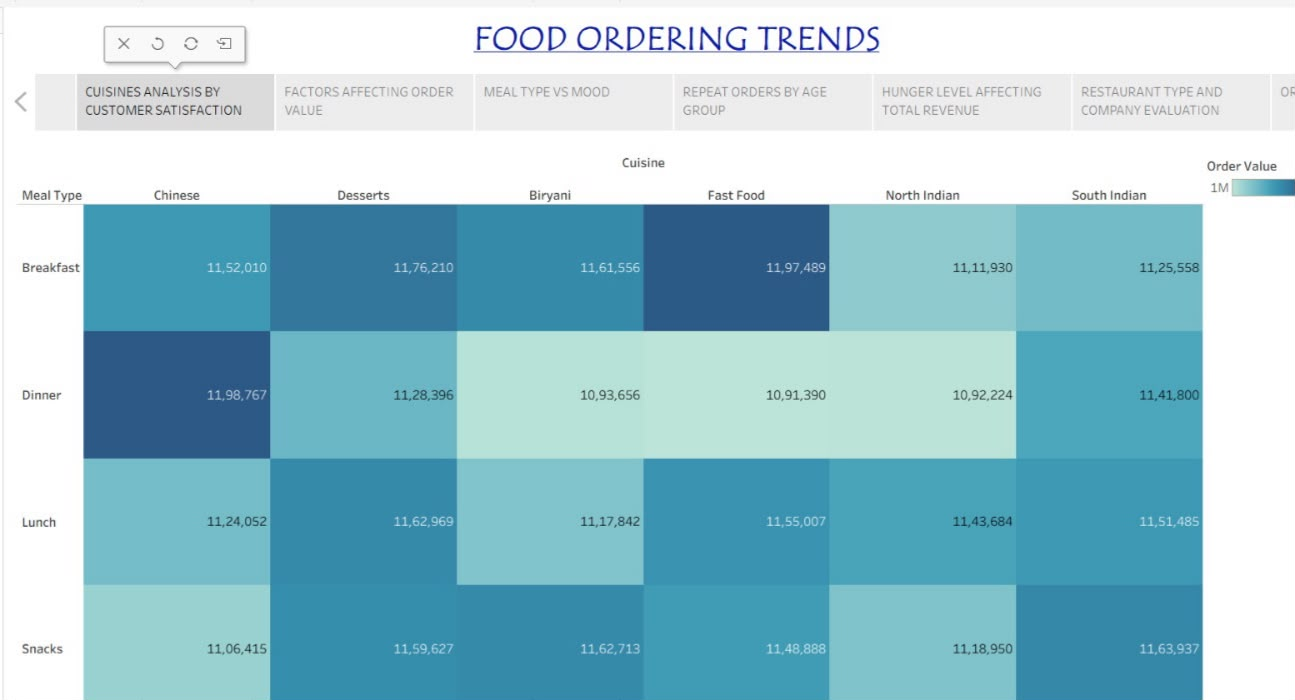 FOOD ORDERING TRENDS
CUISINES ANALYSIS BY
CUSTOMER SATISFACTION
FACTORS AFFECTING ORDER
VALUE
MEAL TYPE VS MOOD
REPEAT ORDERS BY AGE
GROUP
HUNGER LEVEL AFFECTING
TOTAL REVENUE
RESTAURANT TYPE AND
COMPANY EVALUATION
Cuisine
Order Value
1M
Meal Type Chinese Desserts Biryani Fast Food North Indian South Indian
Breakfast 11,52,010 11,76,210 11,61,556 11,97,489 11,11,930 11,25,558
Dinner 11,98,767 11,28,396 10,93,656 10,91,390 10,92,224 11,41,800
Lunch 11,24,052 11,62,969 11,17,842 11,55,007 11,43,684 11,51,485
Snacks 11,06,415 11,59,627 11,62,713 11,48,888 11,18,950 11,63,937